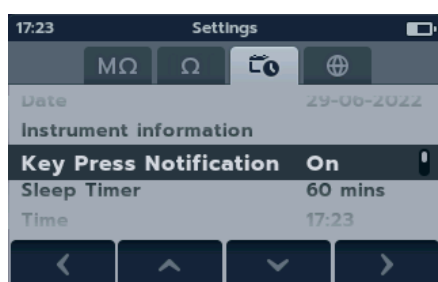 17:23 Settings
MΩ Ω
Date 29-06-2022
Instrument information
Key Press Notification On
Sleep Timer 60 mins
Time 17:23